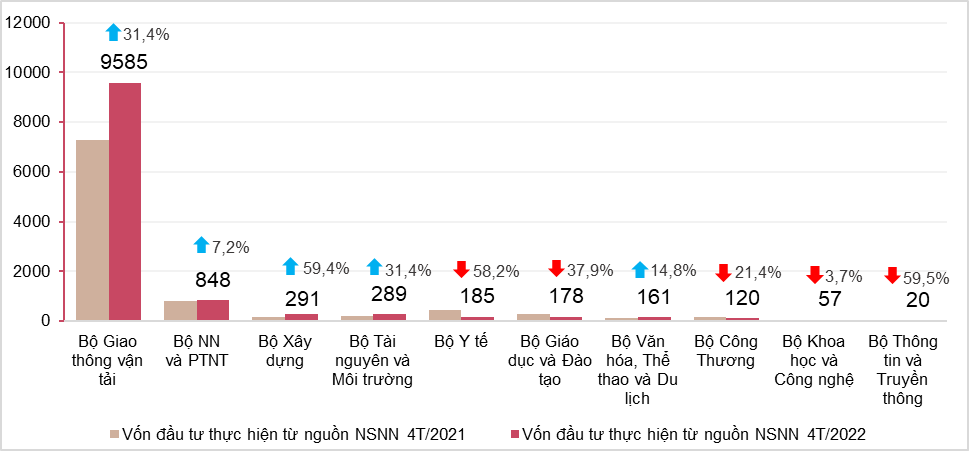 12000
10000
8000
6000
4000
2000
0
31,4%
9585
7,2%
848
59,4%
291
31,4%
289
58,2%
185
37,9%
178
14,8%
161
21,4%
120
3,7%
57
59,5%
20
Bộ Giao
thông vận
tải
Bộ NN
và PTNT
Bộ Xây
dựng
Bộ Tài
nguyên và
Môi trường
Bộ Y tế
Bộ Giáo
dục và Đào
tạo
Bộ Văn
hóa, Thể
thao và Du
lịch
Bộ Công
Thương
Bộ Khoa
học và
Công nghệ
Bộ Thông
tin và
Truyền
thông
Vốn đầu tư thực hiện từ nguồn NSNN 4T/2021
Vốn đầu tư thực hiện từ nguồn NSNN 4T/2022